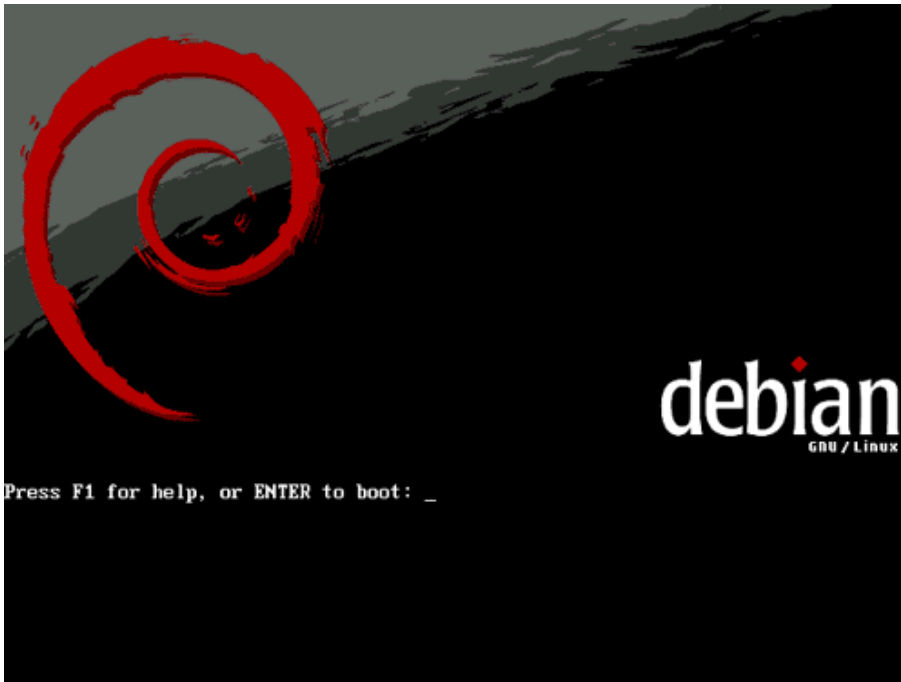 debian
GNU/Linux
Press F1 for help, or ENTER to boot: _